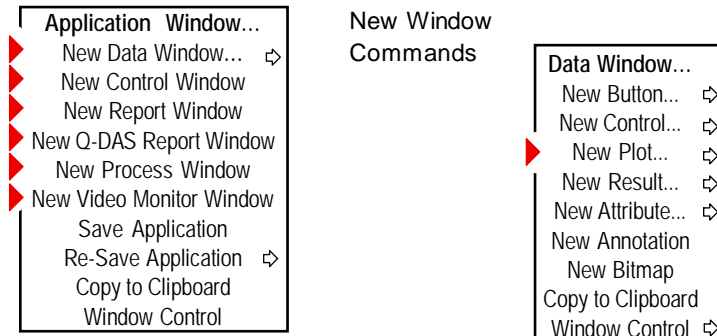 Application Window...
New Data Window...
New Control Window
New Report Window
New Q-DAS Report Window
New Process Window
New Video Monitor Window
Save Application
Re-Save Application
Copy to Clipboard
Window Control
New Window
Commands
Data Window...
New Button...
New Control...
New Plot...
New Result...
New Attribute...
New Annotation
New Bitmap
Copy to Clipboard
Window Control